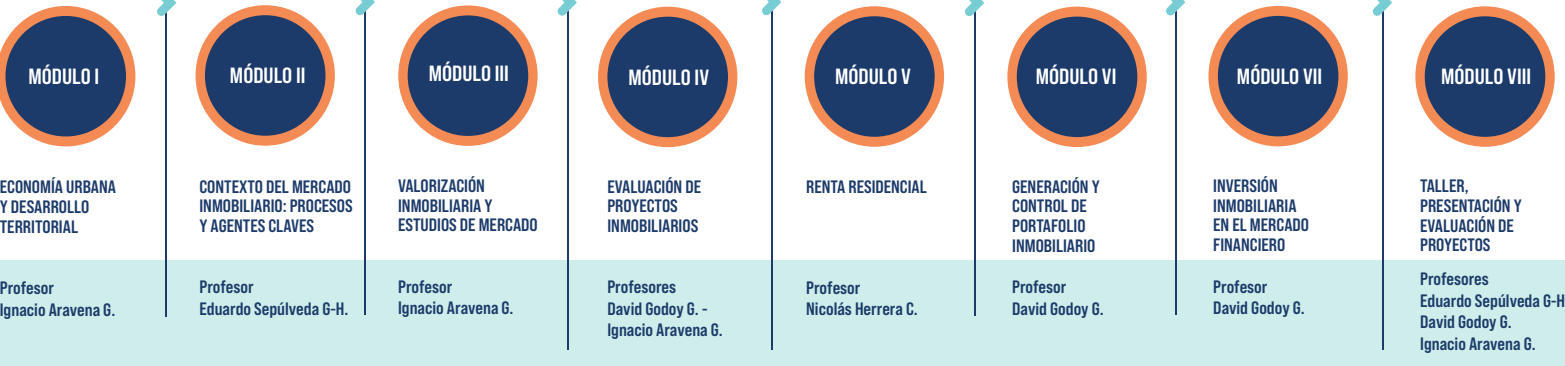 MÓDULO I
ECONOMÍA URBANA
Y DESARROLLO
TERRITORIAL
Profesor
Ignacio Aravena G.
MÓDULO II
CONTEXTO DEL MERCADO
INMOBILIARIO: PROCESOS
Y AGENTES CLAVES
Profesor
Eduardo Sepúlveda G-H.
MÓDULO III
VALORIZACIÓN
INMOBILIARIA Y
ESTUDIOS DE MERCADO
Profesor
Ignacio Aravena G.
MÓDULO IV
EVALUACIÓN DE
PROYECTOS
INMOBILIARIOS
Profesores
David Godoy G. -
Ignacio Aravena G.
MÓDULO V
RENTA RESIDENCIAL
Profesor
Nicolás Herrera C.
MÓDULO VI
GENERACIÓN Y
CONTROL DE
PORTAFOLIO
INMOBILIARIO
Profesor
David Godoy G.
MÓDULO VII
INVERSIÓN
INMOBILIARIA
EN EL MERCADO
FINANCIERO
Profesor
David Godoy G.
MÓDULO VIII
TALLER,
PRESENTACIÓN Y
EVALUACIÓN DE
PROYECTOS
Profesores
Eduardo Sepúlveda G-H
David Godoy G.
Ignacio Aravena G.